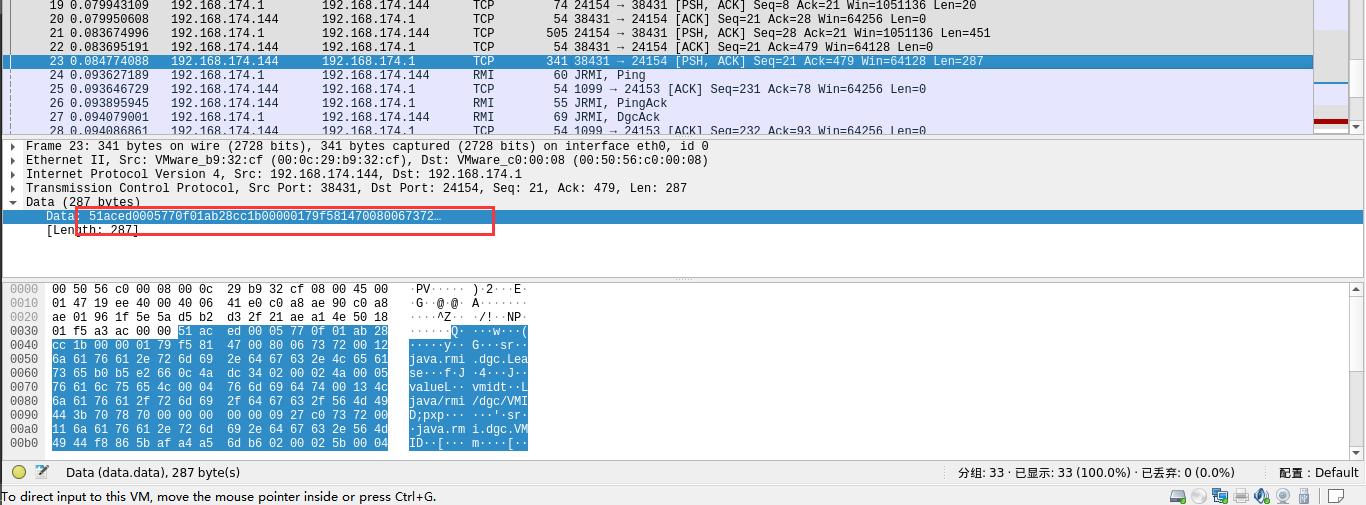 19 0.079943109 192.168.174.1 192.168.174.144 TCP 74 24154 → 38431 [PSH, ACK] Seq=8 Ack=21 Win=1051136 Len=20
20 0.079950608 192.168.174.144 192.168.174.1 TCP 54 38431 → 24154 [ACK] Seq=21 Ack=28 Win=64256 Len=0
21 0.083674996 192.168.174.1 192.168.174.144 TCP 505 24154 → 38431 [PSH, ACK] Seq=28 Ack=21 Win=1051136 Len=451
22 0.083695191 192.168.174.144 192.168.174.1 TCP 54 38431 → 24154 [ACK] Seq=21 Ack=479 Win=64128 Len=0
23 0.084774088 192.168.174.144 192.168.174.1 TCP 341 38431 → 24154 [PSH, ACK] Seq=21 Ack=479 Win=64128 Len=287
24 0.093627189 192.168.174.1 192.168.174.144 RMI 60 JRMI, Ping
25 0.093646729 192.168.174.144 192.168.174.1 TCP 54 1099 → 24153 [ACK] Seq=231 Ack=78 Win=64256 Len=0
26 0.093895945 192.168.174.144 192.168.174.1 RMI 55 JRMI, PingAck
27 0.094079001 192.168.174.1 192.168.174.144 RMI 69 JRMI, DgcAck
28 0.094086861 192.168.174.144 192.168.174.1 TCP 54 1099 → 24153 [ACK] Seq=232 Ack=93 Win=64256 Len=0
Frame 23: 341 bytes on wire (2728 bits), 341 bytes captured (2728 bits) on interface eth0, id 0
Ethernet II, Src: VMware_b9:32:cf (00:0c:29:b9:32:cf), Dst: VMware_c0:00:08 (00:50:56:c0:00:08)
Internet Protocol Version 4, Src: 192.168.174.144, Dst: 192.168.174.1
Transmission Control Protocol, Src Port: 38431, Dst Port: 24154, Seq: 21, Ack: 479, Len: 287
Data (287 bytes)
Data: 51aced0005770f01ab28cc1b00000179f581470080067372…
[Length: 287]
0000 00 50 56 c0 00 08 00 0c 29 b9 32 cf 08 00 45 00 ·PV·····)·2···E·
0010 01 47 19 ee 40 00 40 06 41 e0 c0 a8 ae 90 c0 a8 ·G··@·@·A·······
0020 ae 01 96 1f 5e 5a d5 b2 d3 2f 21 ae a1 4e 50 18 ····^Z···/!··NP·
0030 01 f5 a3 ac 00 00 51 ac ed 00 05 77 0f 01 ab 28 ······Q····w···(
0040 cc 1b 00 00 01 79 f5 81 47 00 80 06 73 72 00 12 ·····y··G···sr··
0050 6a 61 76 61 2e 72 6d 69 2e 64 67 63 2e 4c 65 61 java.rmi.dgc.Lea
0060 73 65 b0 b5 e2 66 0c 4a dc 34 02 00 02 4a 00 05 se···f·J·4···J··
0070 76 61 6c 75 65 4c 00 04 76 6d 69 64 74 00 13 4c valueL··vmidt··L
0080 6a 61 76 61 2f 72 6d 69 2f 64 67 63 2f 56 4d 49 java/rmi/dgc/VMI
0090 44 3b 70 78 70 00 00 00 00 00 09 27 c0 73 72 00 D;pxp······'·sr·
00a0 11 6a 61 76 61 2e 72 6d 69 2e 64 67 63 2e 56 4d ·java.rmi.dgc.VM
00b0 49 44 f8 86 5b af a4 a5 6d b6 02 00 02 5b 00 04 ID··[···m····[··
Data (data.data), 287 byte(s) 分组: 33 · 已显示: 33 (100.0%) · 已丢弃: 0 (0.0%) 配置: Default
To direct input to this VM, move the mouse pointer inside or press Ctrl+G.